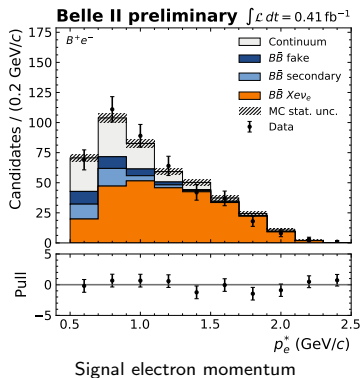 Belle II preliminary ∫ℒ dt = 0.41 fb⁻¹
B⁺e⁻
Continuum
BB̄ fake
BB̄ secondary
BB̄ Xeνₑ
MC stat. unc.
Data
Candidates / (0.2 GeV/c)
175
150
125
100
75
50
25
0
Pull
5
0
−5
0.5 1.0 1.5 2.0 2.5
p*ₑ (GeV/c)
Signal electron momentum